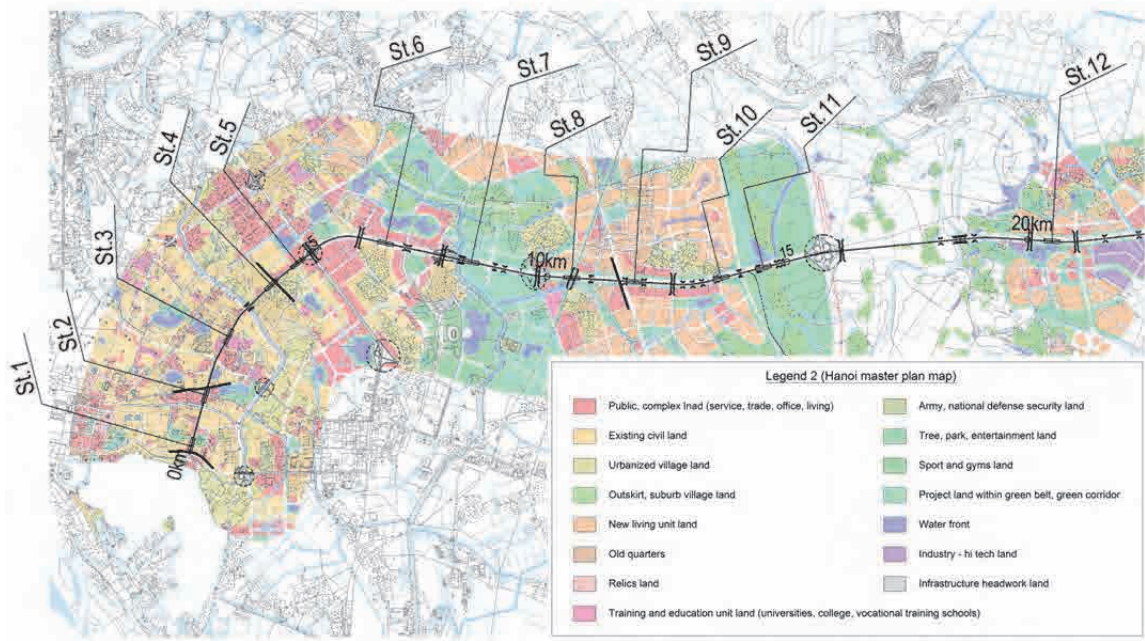 St.6
St.7
St.9
St.12
St.8
St.10
St.11
St.5
St.4
St.3
St.2
St.1
20km
10km
15
10
0km
Legend 2 (Hanoi master plan map)
Public, complex lnad (service, trade, office, living)
Existing civil land
Urbanized village land
Outskirt, suburb village land
New living unit land
Old quarters
Relics land
Training and education unit land (universities, college, vocational training schools)
Army, national defense security land
Tree, park, entertainment land
Sport and gyms land
Project land within green belt, green corridor
Water front
Industry - hi tech land
Infrastructure headwork land